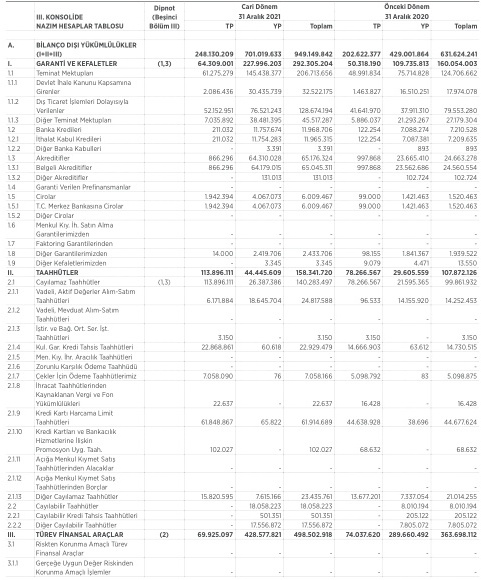 Dipnot Cari Dönem Önceki Dönem
III. KONSOLİDE (Beşinci 31 Aralık 2021 31 Aralık 2020
NAZIM HESAPLAR TABLOSU Bölüm III) TP YP Toplam TP YP Toplam
A. BİLANÇO DIŞI YÜKÜMLÜLÜKLER
(I+II+III) 248.130.209 701.019.633 949.149.842 202.622.377 429.001.864 631.624.241
I. GARANTİ VE KEFALETLER (1,3) 64.309.001 227.996.203 292.305.204 50.318.190 109.735.813 160.054.003
1.1 Teminat Mektupları 61.275.279 145.438.377 206.713.656 48.991.834 75.714.828 124.706.662
1.1.1 Devlet İhale Kanunu Kapsamına
Girenler 2.086.436 30.435.739 32.522.175 1.463.827 16.510.251 17.974.078
1.1.2 Dış Ticaret İşlemleri Dolayısıyla
Verilenler 52.152.951 76.521.243 128.674.194 41.641.970 37.911.310 79.553.280
1.1.3 Diğer Teminat Mektupları 7.035.892 38.481.395 45.517.287 5.886.037 21.293.267 27.179.304
1.2 Banka Kredileri 211.032 11.757.674 11.968.706 122.254 7.088.274 7.210.528
1.2.1 İthalat Kabul Kredileri 211.032 11.754.283 11.965.315 122.254 7.087.381 7.209.635
1.2.2 Diğer Banka Kabulleri - 3.391 3.391 - 893 893
1.3 Akreditifler 866.296 64.310.028 65.176.324 997.868 23.665.410 24.663.278
1.3.1 Belgeli Akreditifler 866.296 64.179.015 65.045.311 997.868 23.562.686 24.560.554
1.3.2 Diğer Akreditifler - 131.013 131.013 - 102.724 102.724
1.4 Garanti Verilen Prefinansmanlar - - - - - -
1.5 Cirolar 1.942.394 4.067.073 6.009.467 99.000 1.421.463 1.520.463
1.5.1 T.C. Merkez Bankasına Cirolar 1.942.394 4.067.073 6.009.467 99.000 1.421.463 1.520.463
1.5.2 Diğer Cirolar - - - - - -
1.6 Menkul Kıy. İh. Satın Alma
Garantilerimizden - - - - - -
1.7 Faktoring Garantilerinden - - - - - -
1.8 Diğer Garantilerimizden 14.000 2.419.706 2.433.706 98.155 1.841.367 1.939.522
1.9 Diğer Kefaletlerimizden - 3.345 3.345 9.079 4.471 13.550
II. TAAHHÜTLER 113.896.111 44.445.609 158.341.720 78.266.567 29.605.559 107.872.126
2.1 Cayılamaz Taahhütler (1,3) 113.896.111 26.387.386 140.283.497 78.266.567 21.595.365 99.861.932
2.1.1 Vadeli, Aktif Değerler Alım-Satım
Taahhütleri 6.171.884 18.645.704 24.817.588 96.533 14.155.920 14.252.453
2.1.2 Vadeli, Mevduat Alım-Satım
Taahhütleri - - - - - -
2.1.3 İştir. ve Bağ. Ort. Ser. İşt.
Taahhütleri 3.150 - 3.150 3.150 - 3.150
2.1.4 Kul. Gar. Kredi Tahsis Taahhütleri 22.868.861 60.618 22.929.479 14.666.903 63.612 14.730.515
2.1.5 Men. Kıy. İhr. Aracılık Taahhütleri - - - - - -
2.1.6 Zorunlu Karşılık Ödeme Taahhüdü - - - - - -
2.1.7 Çekler İçin Ödeme Taahhütlerimiz 7.058.090 76 7.058.166 5.098.792 83 5.098.875
2.1.8 İhracat Taahhütlerinden
Kaynaklanan Vergi ve Fon
Yükümlülükleri 22.637 - 22.637 16.428 - 16.428
2.1.9 Kredi Kartı Harcama Limit
Taahhütleri 61.848.867 65.822 61.914.689 44.638.928 38.696 44.677.624
2.1.10 Kredi Kartları ve Bankacılık
Hizmetlerine İlişkin
Promosyon Uyg. Taah. 102.027 - 102.027 68.632 - 68.632
2.1.11 Açığa Menkul Kıymet Satış
Taahhütlerinden Alacaklar - - - - - -
2.1.12 Açığa Menkul Kıymet Satış
Taahhütlerinden Borçlar - - - - - -
2.1.13 Diğer Cayılamaz Taahhütler 15.820.595 7.615.166 23.435.761 13.677.201 7.337.054 21.014.255
2.2 Cayılabilir Taahhütler - 18.058.223 18.058.223 - 8.010.194 8.010.194
2.2.1 Cayılabilir Kredi Tahsis Taahhütleri - 501.351 501.351 - 205.122 205.122
2.2.2 Diğer Cayılabilir Taahhütler - 17.556.872 17.556.872 - 7.805.072 7.805.072
III. TÜREV FİNANSAL ARAÇLAR (2) 69.925.097 428.577.821 498.502.918 74.037.620 289.660.492 363.698.112
3.1 Riskten Korunma Amaçlı Türev
Finansal Araçlar - - - - - -
3.1.1 Gerçeğe Uygun Değer Riskinden
Korunma Amaçlı İşlemler - - - - - -